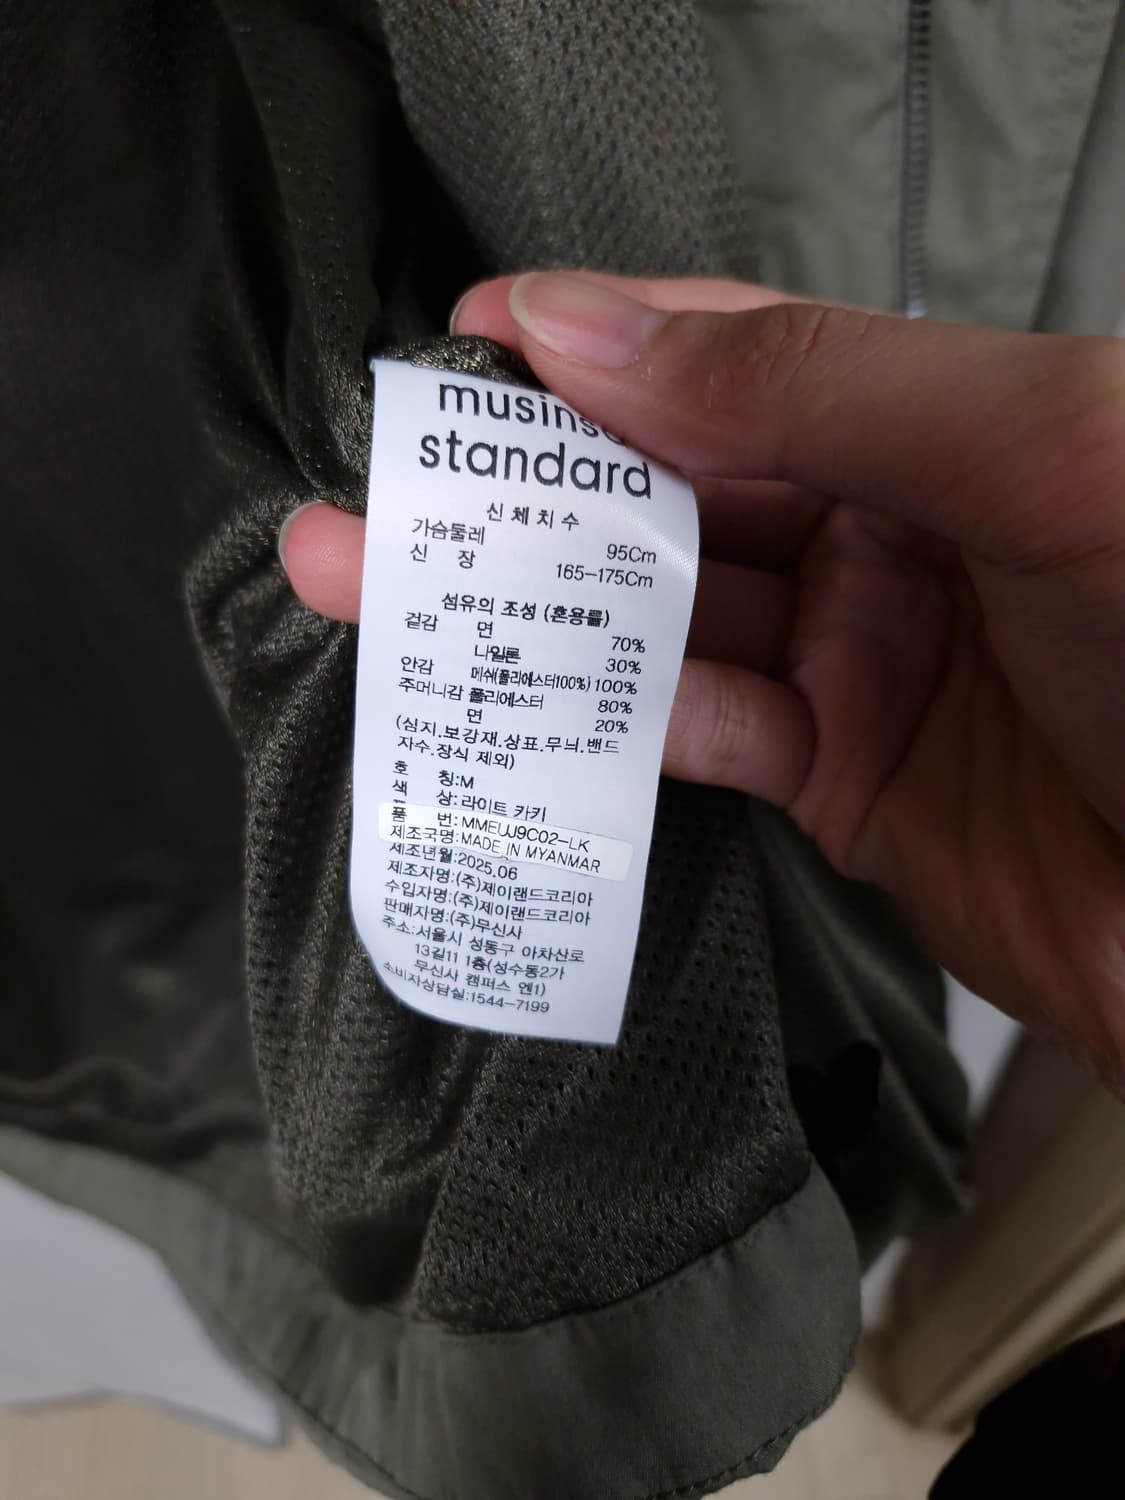 musinsa
standard
신체치수
가슴둘레 95Cm
신 장 165-175Cm
섬유의 조성 (혼용률)
겉감 면 70%
나일론 30%
안감 메쉬(폴리에스터100%) 100%
주머니감 폴리에스터 80%
면 20%
(심지.보강재.상표.무늬.밴드
자수.장식 제외)
호 칭:M
색 상:라이트 카키
품 번:MMEUJ9C02-LK
제조국명:MADE IN MYANMAR
제조년월:2025.06
제조자명:(주)제이랜드코리아
수입자명:(주)제이랜드코리아
판매자명:(주)무신사
주소:서울시 성동구 아차산로
13길11 1층(성수동2가
무신사 캠퍼스 엔1)
소비자상담실:1544-7199